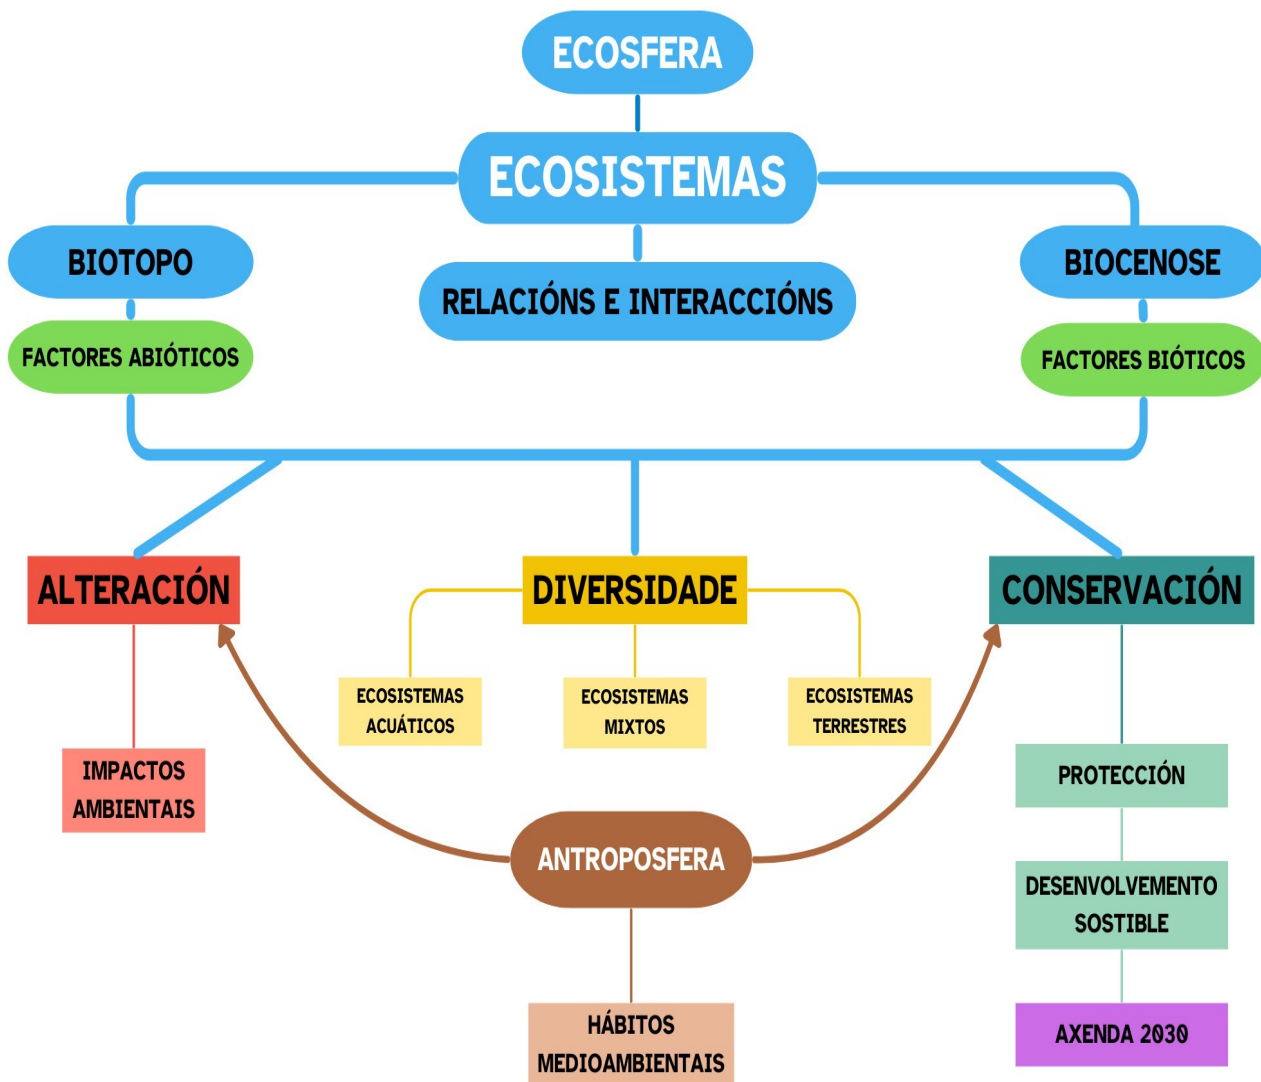 ECOSFERA
ECOSISTEMAS
BIOTOPO
RELACIÓNS E INTERACCIÓNS
BIOCENOSE
FACTORES ABIÓTICOS
FACTORES BIÓTICOS
ALTERACIÓN
DIVERSIDADE
CONSERVACIÓN
ECOSISTEMAS
ACUÁTICOS
ECOSISTEMAS
MIXTOS
ECOSISTEMAS
TERRESTRES
IMPACTOS
AMBIENTAIS
PROTECCIÓN
ANTROPOSFERA
DESENVOLVEMENTO
SOSTIBLE
HÁBITOS
MEDIOAMBIENTAIS
AXENDA 2030